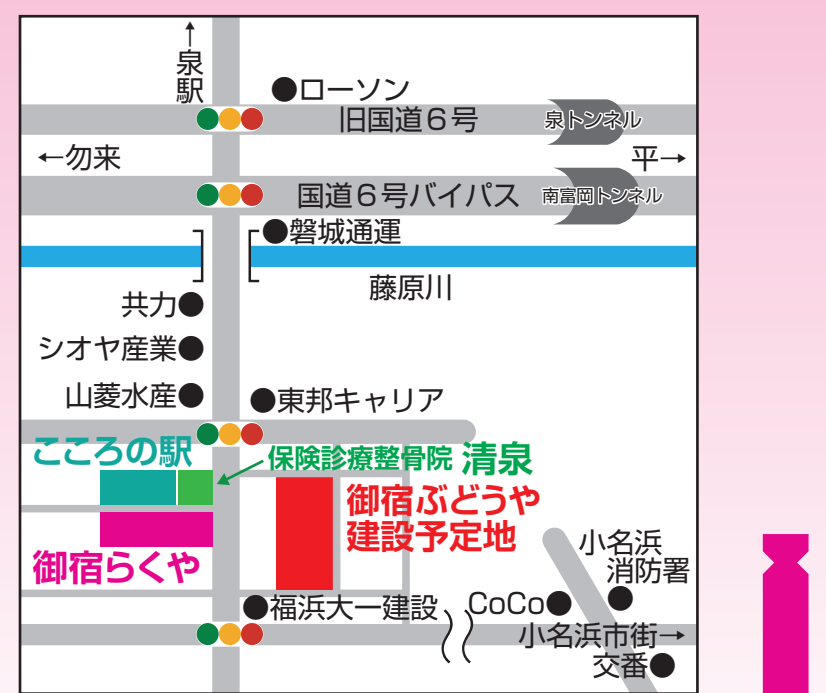 ↑泉駅
●ローソン
旧国道6号
泉トンネル
←勿来
平→
国道6号バイパス
南富岡トンネル
●磐城通運
藤原川
共力●
シオヤ産業●
山菱水産●
●東邦キャリア
こころの駅
保険診療整骨院 清泉
御宿ぶどうや
建設予定地
御宿らくや
小名浜
消防署
●福浜大一建設
CoCo●
小名浜市街→
交番●